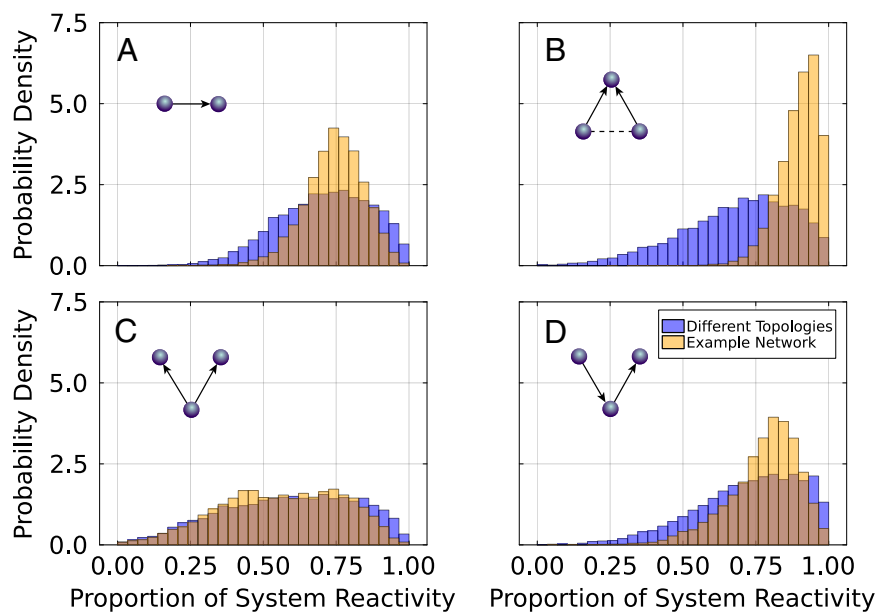 7.5
5.0
2.5
0.0
Probability Density
A
B
7.5
5.0
2.5
0.0
Probability Density
C
D
Different Topologies
Example Network
0.00 0.25 0.50 0.75 1.00
0.00 0.25 0.50 0.75 1.00
Proportion of System Reactivity
Proportion of System Reactivity